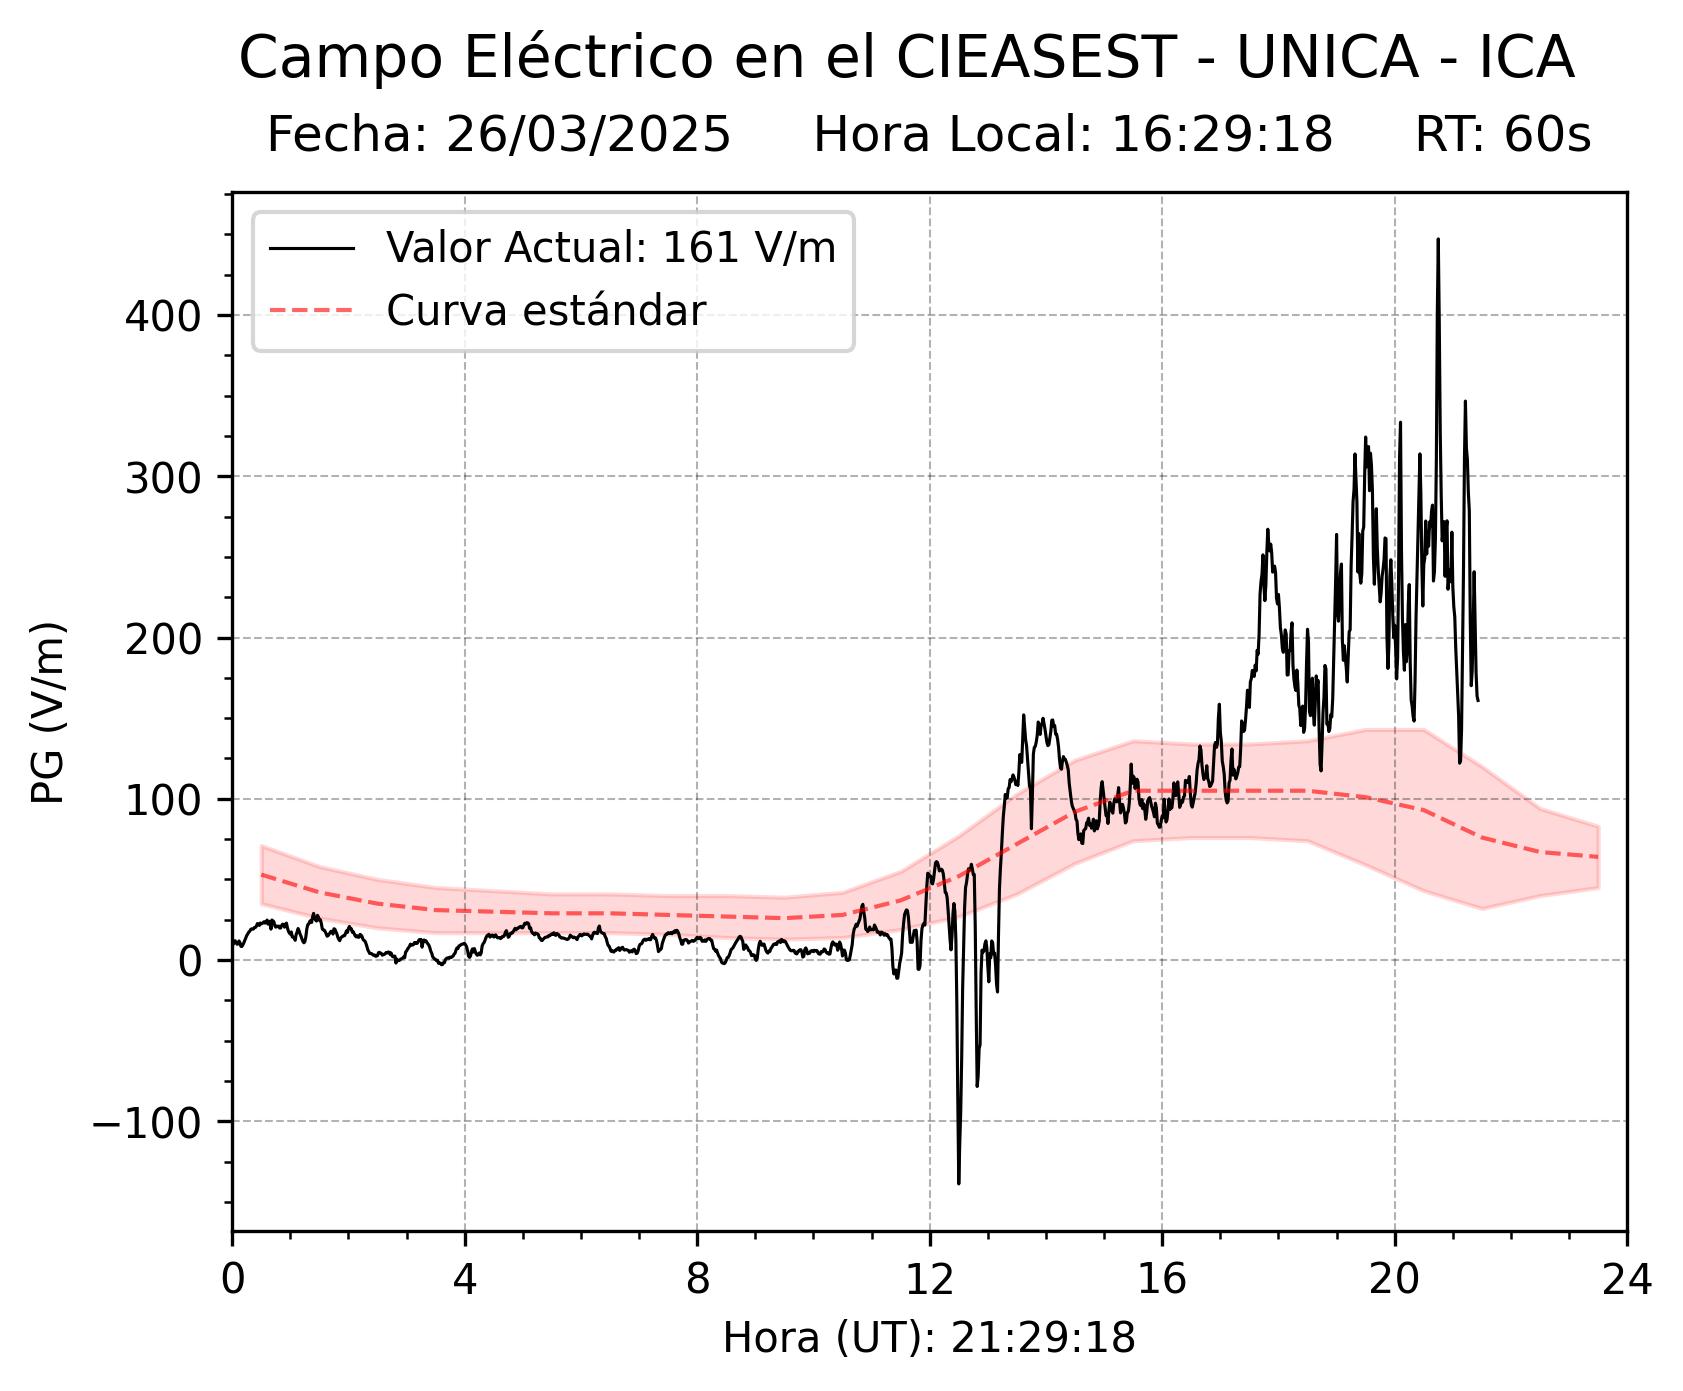 Campo Eléctrico en el CIEASEST - UNICA - ICA
Fecha: 26/03/2025 Hora Local: 16:29:18 RT: 60s
Valor Actual: 161 V/m
Curva estándar
400
300
200
100
0
−100
PG (V/m)
0 4 8 12 16 20 24
Hora (UT): 21:29:18